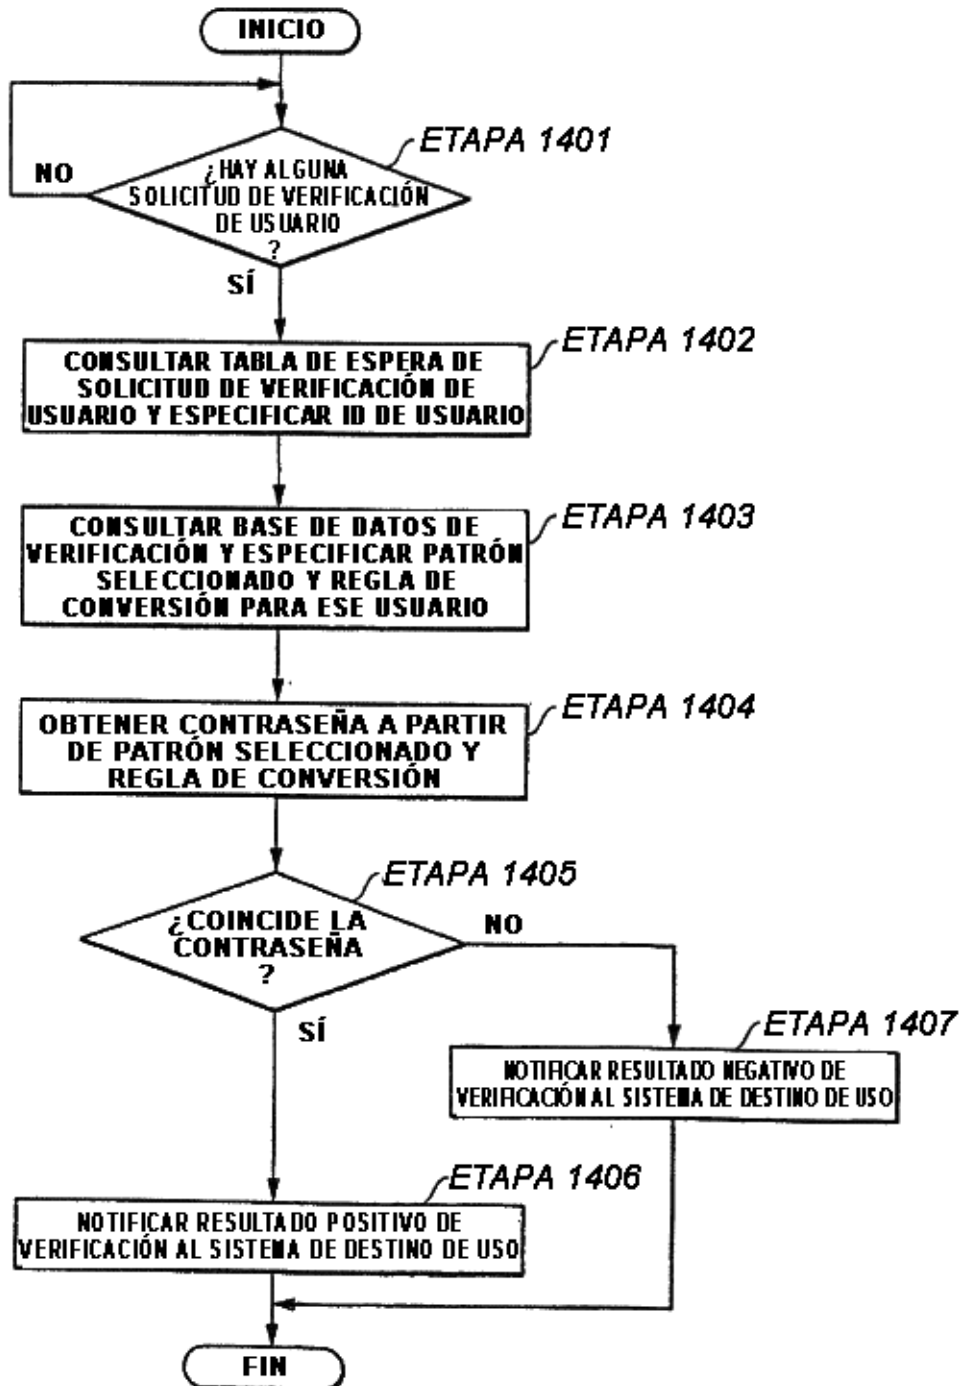 INICIO
ETAPA 1401
NO
¿HAY ALGUNA
SOLICITUD DE VERIFICACIÓN
DE USUARIO
?
SÍ
ETAPA 1402
CONSULTAR TABLA DE ESPERA DE
SOLICITUD DE VERIFICACIÓN DE
USUARIO Y ESPECIFICAR ID DE USUARIO
ETAPA 1403
CONSULTAR BASE DE DATOS DE
VERIFICACIÓN Y ESPECIFICAR PATRÓN
SELECCIONADO Y REGLA DE
CONVERSIÓN PARA ESE USUARIO
ETAPA 1404
OBTENER CONTRASEÑA A PARTIR
DE PATRÓN SELECCIONADO Y
REGLA DE CONVERSIÓN
ETAPA 1405
¿COINCIDE LA
CONTRASEÑA
?
NO
SÍ
ETAPA 1407
NOTIFICAR RESULTADO NEGATIVO DE
VERIFICACIÓN AL SISTEMA DE DESTINO DE USO
ETAPA 1406
NOTIFICAR RESULTADO POSITIVO DE
VERIFICACIÓN AL SISTEMA DE DESTINO DE USO
FIN